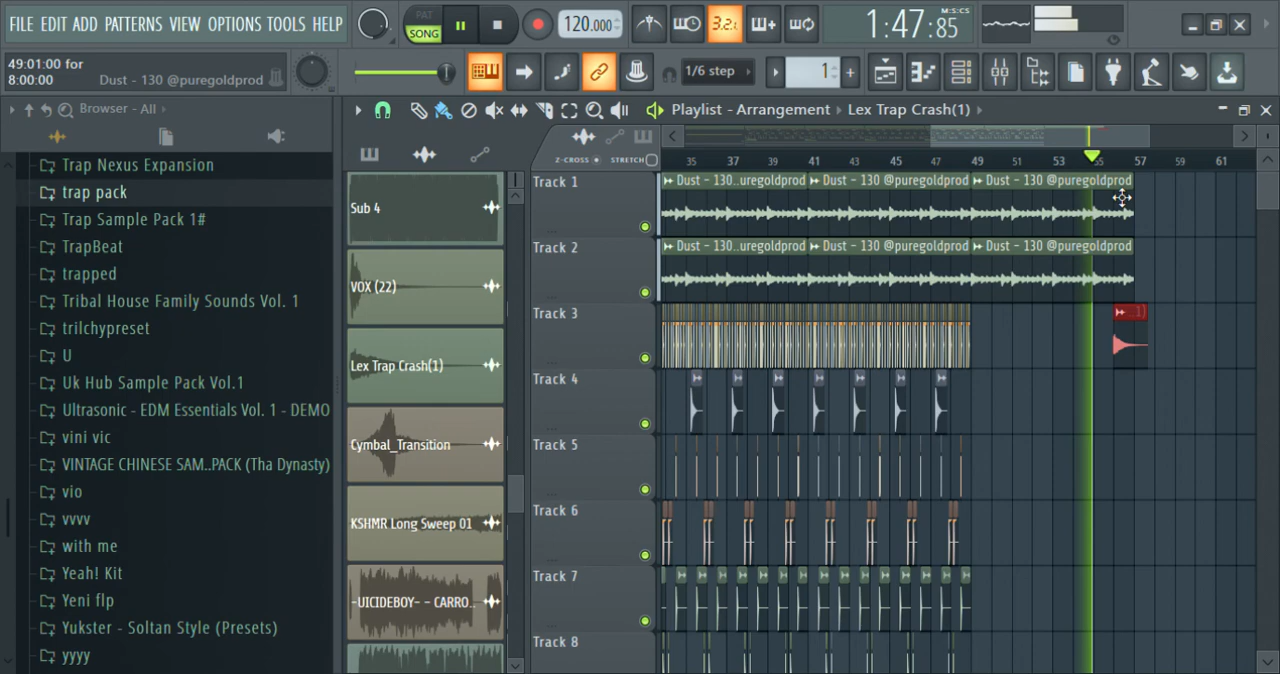 FILE EDIT ADD PATTERNS VIEW OPTIONS TOOLS HELP
PAT
SONG
120.000
3.2.
1:47:85
M:S:CS
49:01:00 for
8:00:00
Dust - 130 @puregoldprod
1/6 step
1
Browser - All
Playlist - Arrangement
Lex Trap Crash(1)
Z-CROSS
STRETCH
35 37 39 41 43 45 47 49 51 53 55 57 59 61
Trap Nexus Expansion
trap pack
Trap Sample Pack 1#
TrapBeat
trapped
Tribal House Family Sounds Vol. 1
trilchypreset
U
Uk Hub Sample Pack Vol.1
Ultrasonic - EDM Essentials Vol. 1 - DEMO
vini vic
VINTAGE CHINESE SAM..PACK (Tha Dynasty)
vio
vvvv
with me
Yeah! Kit
Yeni flp
Yukster - Soltan Style (Presets)
yyyy
Sub 4
VOX (22)
Lex Trap Crash(1)
Cymbal_Transition
KSHMR Long Sweep 01
-UICIDEBOY- - CARRO..
Track 1
Dust - 130..uregoldprod
Dust - 130 @puregoldprod
Dust - 130 @puregoldprod
Track 2
Dust - 130..uregoldprod
Dust - 130 @puregoldprod
Dust - 130 @puregoldprod
Track 3
..1)
Track 4
Track 5
Track 6
Track 7
Track 8